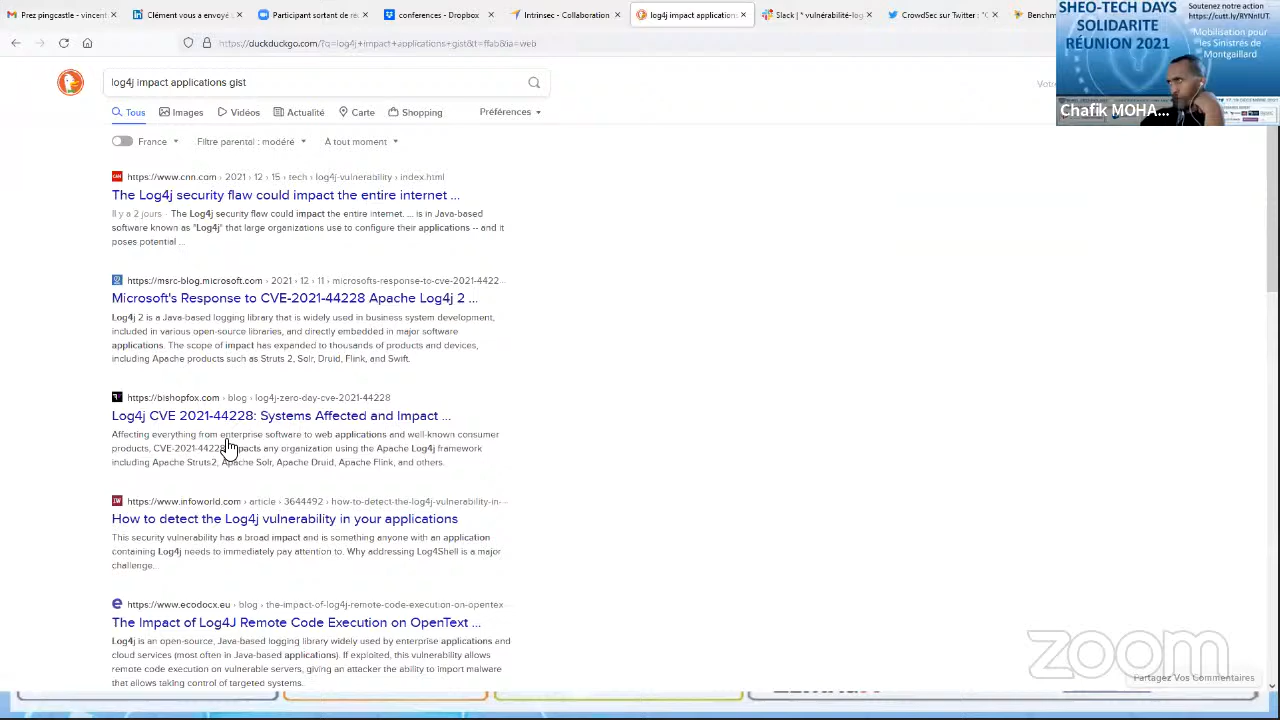 Prez pingcastle - vincent
Clément vous a envoyé
Participant sortant de ré
conferences - Dropbox
Intrinsec - Collaboration
log4j impact application
Slack | vulnérabilité-log
CrowdSec sur Twitter : "C
Benchm
https://duckduckgo.com/?q=log4j+impact+applications+gist&t=ffab&ia=web
log4j impact applications gist
Tous
Images
Vidéos
Actualité
Cartes
Shopping
Préférences
France
Filtre parental : modéré
À tout moment
https://www.cnn.com › 2021 › 12 › 15 › tech › log4j-vulnerability › index.html
The Log4j security flaw could impact the entire internet ...
Il y a 2 jours · The Log4j security flaw could impact the entire internet. ... is in Java-based
software known as "Log4j" that large organizations use to configure their applications -- and it
poses potential ...
https://msrc-blog.microsoft.com › 2021 › 12 › 11 › microsofts-response-to-cve-2021-4422...
Microsoft's Response to CVE-2021-44228 Apache Log4j 2 ...
Log4j 2 is a Java-based logging library that is widely used in business system development,
included in various open-source libraries, and directly embedded in major software
applications. The scope of impact has expanded to thousands of products and devices,
including Apache products such as Struts 2, Solr, Druid, Flink, and Swift.
https://bishopfox.com › blog › log4j-zero-day-cve-2021-44228
Log4j CVE 2021-44228: Systems Affected and Impact ...
Affecting everything from enterprise software to web applications and well-known consumer
products, CVE-2021-44228 impacts any organization using the Apache Log4j framework
including Apache Struts2, Apache Solr, Apache Druid, Apache Flink, and others.
https://www.infoworld.com › article › 3644492 › how-to-detect-the-log4j-vulnerability-in-...
How to detect the Log4j vulnerability in your applications
This security vulnerability has a broad impact and is something anyone with an application
containing Log4j needs to immediately pay attention to. Why addressing Log4Shell is a major
challenge...
https://www.ecodocx.eu › blog › the-impact-of-log4j-remote-code-execution-on-opentex
The Impact of Log4J Remote Code Execution on OpenText ...
Log4j is an open-source, Java-based logging library widely used by enterprise applications and
cloud services (most often in Java-based applications). If exploited, this vulnerability allows
remote code execution on vulnerable servers, giving an attacker the ability to import malware
that allows taking control of targeted systems.
SHEO-TECH DAYS
SOLIDARITE
RÉUNION 2021
Soutenez notre action
https://cutt.ly/RYNnIUT.
Mobilisation pour
les Sinistrés de
Montgaillard
Chafik MOHA...
Votre
zoom
Partagez Vos Commentaires